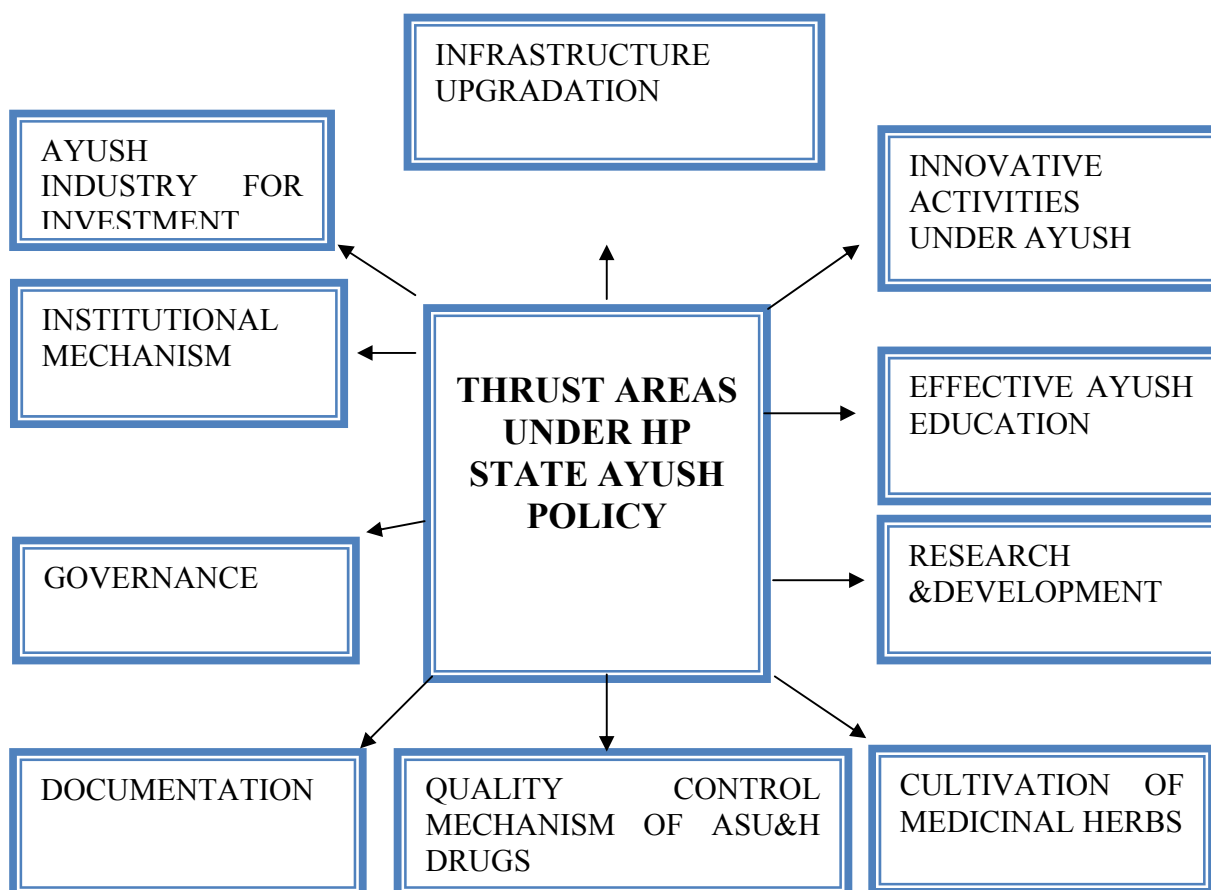 INFRASTRUCTURE
UPGRADATION
AYUSH
INDUSTRY FOR
INVESTMENT
INNOVATIVE
ACTIVITIES
UNDER AYUSH
INSTITUTIONAL
MECHANISM
THRUST AREAS
UNDER HP
STATE AYUSH
POLICY
EFFECTIVE AYUSH
EDUCATION
GOVERNANCE
RESEARCH
&DEVELOPMENT
DOCUMENTATION
QUALITY CONTROL
MECHANISM OF ASU&H
DRUGS
CULTIVATION OF
MEDICINAL HERBS